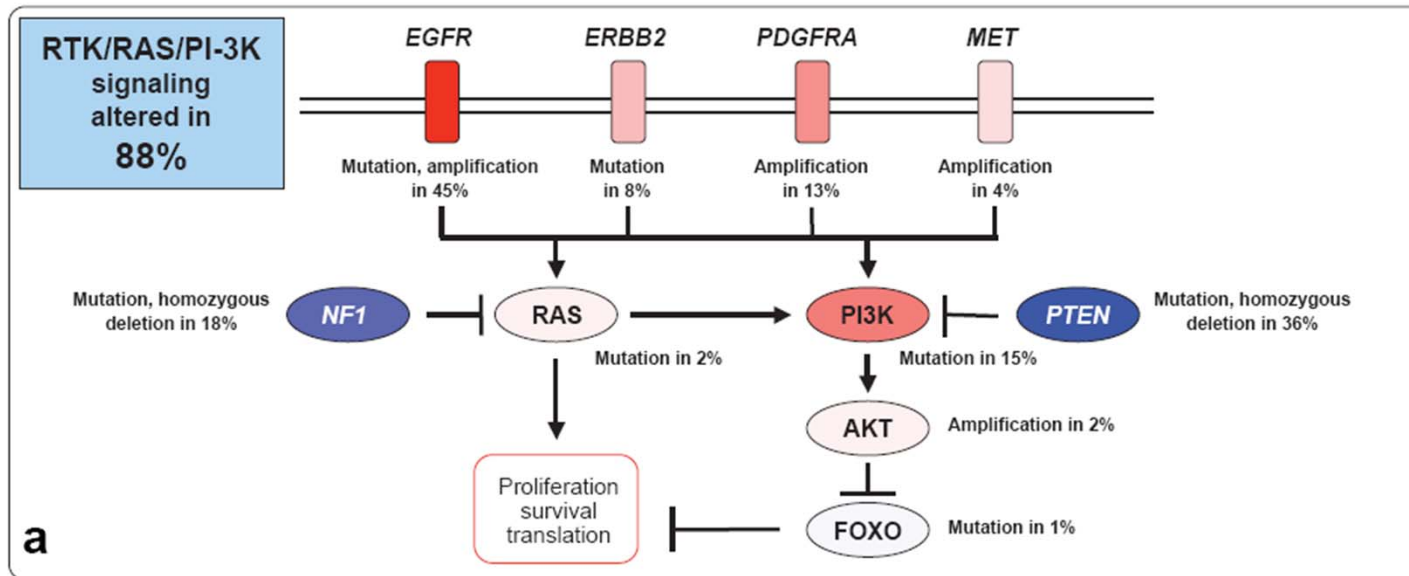 RTK/RAS/PI-3K
signaling
altered in
88%
EGFR
ERBB2
PDGFRA
MET
Mutation, amplification
in 45%
Mutation
in 8%
Amplification
in 13%
Amplification
in 4%
Mutation, homozygous
deletion in 18%
NF1
RAS
PI3K
PTEN
Mutation, homozygous
deletion in 36%
Mutation in 2%
Mutation in 15%
AKT
Amplification in 2%
Proliferation
survival
translation
FOXO
Mutation in 1%
a